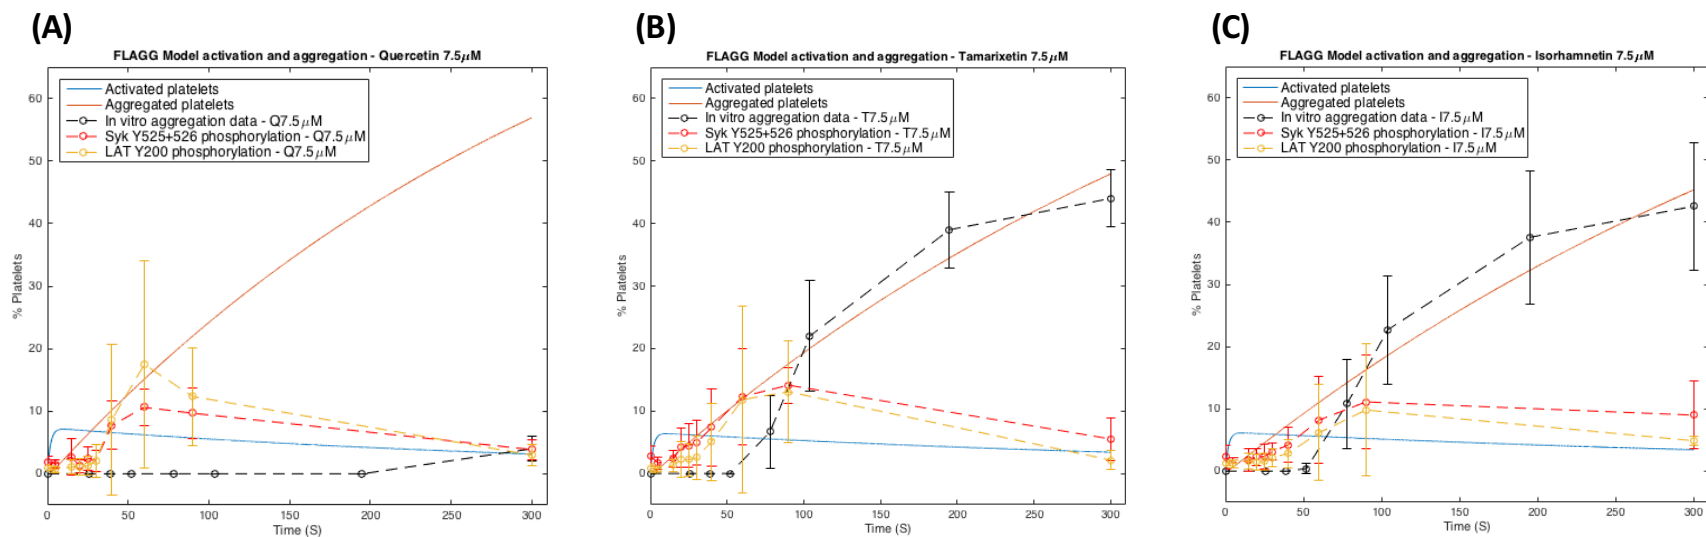 (A)
FLAGG Model activation and aggregation - Quercetin 7.5μM
Activated platelets
Aggregated platelets
In vitro aggregation data - Q7.5μM
Syk Y525+526 phosphorylation - Q7.5μM
LAT Y200 phosphorylation - Q7.5μM
% Platelets
60
50
40
30
20
10
0
0 50 100 150 200 250 300
Time (S)
(B)
FLAGG Model activation and aggregation - Tamarixetin 7.5μM
Activated platelets
Aggregated platelets
In vitro aggregation data - T7.5μM
Syk Y525+526 phosphorylation - T7.5μM
LAT Y200 phosphorylation - T7.5μM
% Platelets
60
50
40
30
20
10
0
0 50 100 150 200 250 300
Time (S)
(C)
FLAGG Model activation and aggregation - Isorhamnetin 7.5μM
Activated platelets
Aggregated platelets
In vitro aggregation data - I7.5μM
Syk Y525+526 phosphorylation - I7.5μM
LAT Y200 phosphorylation - I7.5μM
% Platelets
60
50
40
30
20
10
0
0 50 100 150 200 250 300
Time (S)